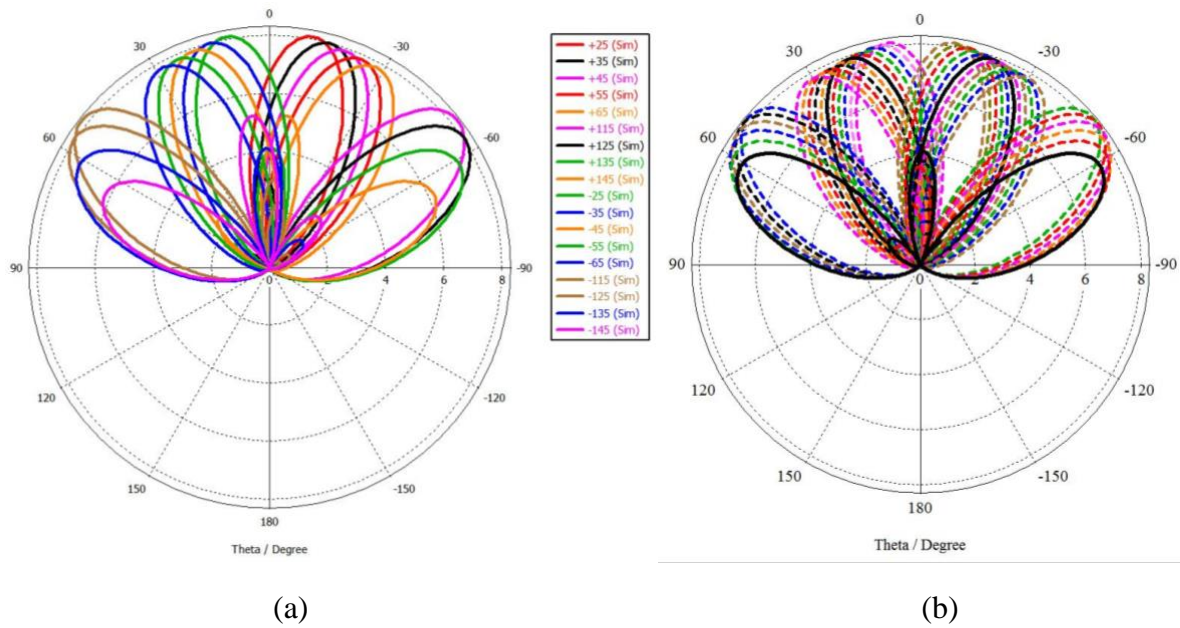 0
30
-30
60
-60
90
0
2
4
6
8
-90
120
-120
150
-150
180
Theta / Degree
(a)
+25 (Sim)
+35 (Sim)
+45 (Sim)
+55 (Sim)
+65 (Sim)
+115 (Sim)
+125 (Sim)
+135 (Sim)
+145 (Sim)
-25 (Sim)
-35 (Sim)
-45 (Sim)
-55 (Sim)
-65 (Sim)
-115 (Sim)
-125 (Sim)
-135 (Sim)
-145 (Sim)
0
30
-30
60
-60
90
-90
0
2
4
6
8
120
-120
150
-150
180
Theta / Degree
(b)